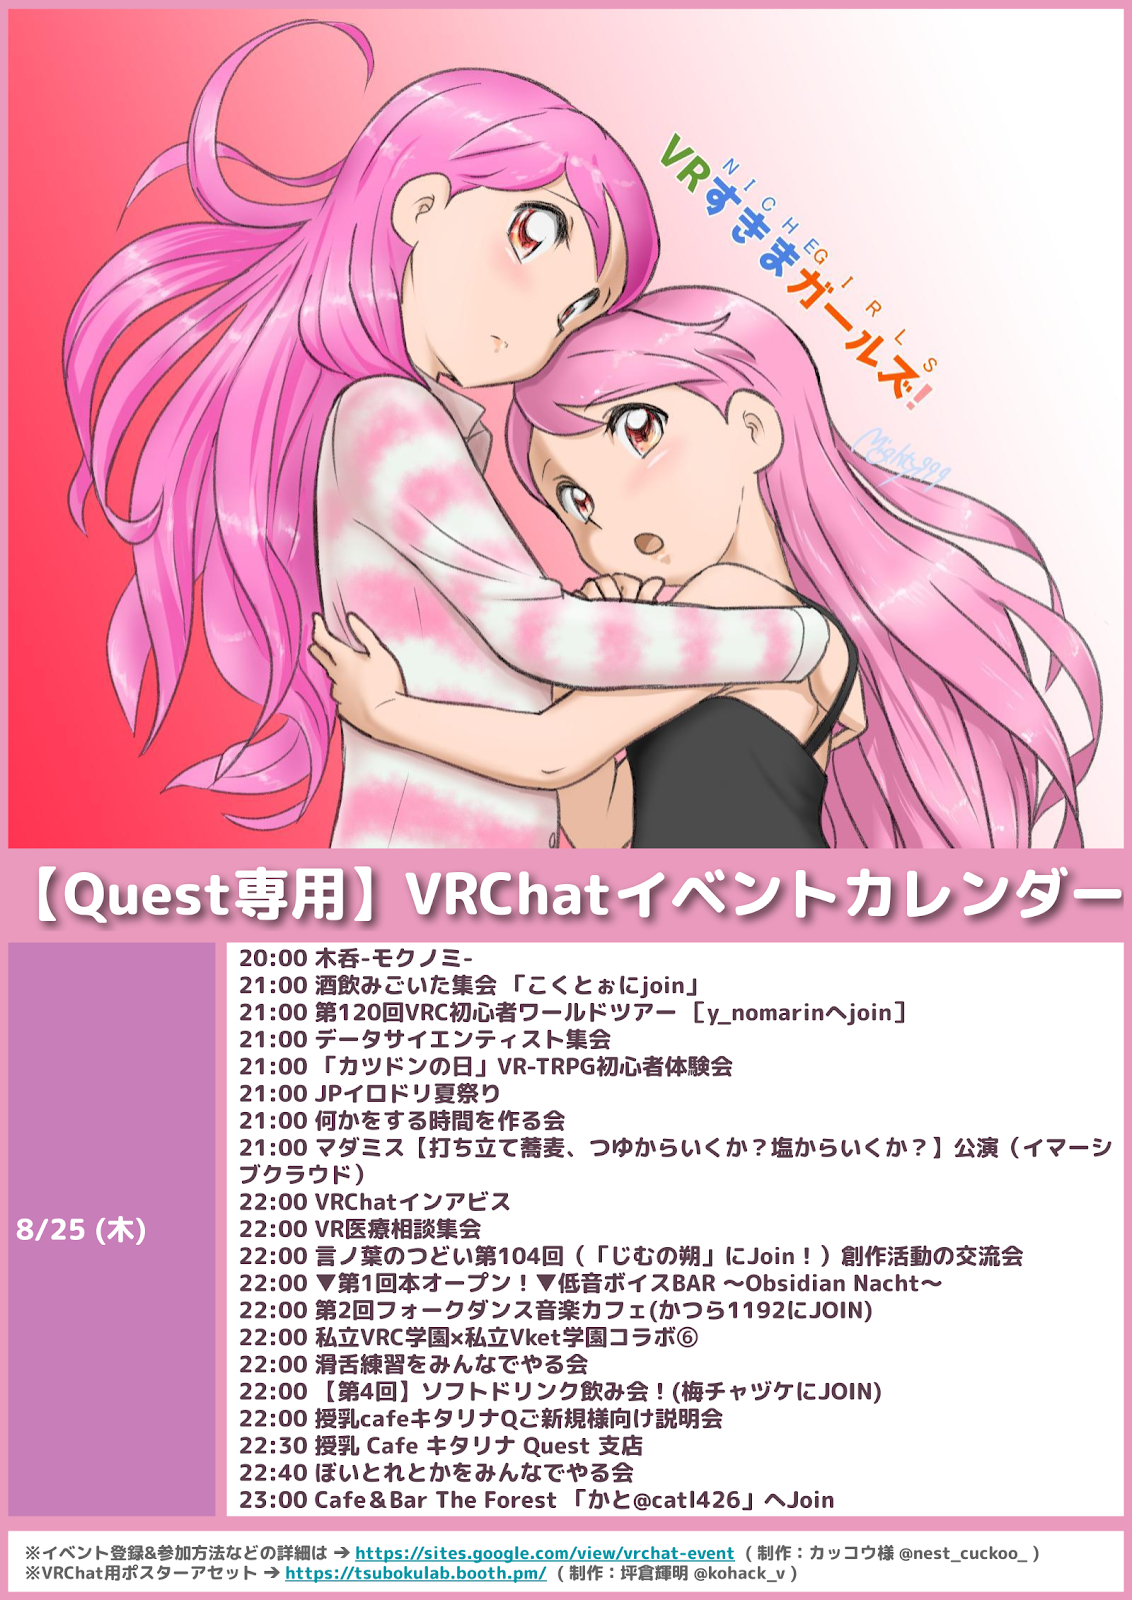 NICHEGIRLS
VRすきまガールズ!
Mighty999
【Quest専用】VRChatイベントカレンダー
8/25 (木)
20:00 木呑-モクノミ-
21:00 酒飲みごいた集会 「こくとぉにjoin」
21:00 第120回VRC初心者ワールドツアー ［y_nomarinへjoin］
21:00 データサイエンティスト集会
21:00 「カツドンの日」VR-TRPG初心者体験会
21:00 JPイロドリ夏祭り
21:00 何かをする時間を作る会
21:00 マダミス【打ち立て蕎麦、つゆからいくか？塩からいくか？】公演（イマーシ
ブクラウド）
22:00 VRChatインアビス
22:00 VR医療相談集会
22:00 言ノ葉のつどい第104回（「じむの朔」にJoin！）創作活動の交流会
22:00 ▼第1回本オープン！▼低音ボイスBAR ～Obsidian Nacht～
22:00 第2回フォークダンス音楽カフェ(かつら1192にJOIN)
22:00 私立VRC学園×私立Vket学園コラボ⑥
22:00 滑舌練習をみんなでやる会
22:00 【第4回】ソフトドリンク飲み会！(梅チャヅケにJOIN)
22:00 授乳cafeキタリナQご新規様向け説明会
22:30 授乳 Cafe キタリナ Quest 支店
22:40 ぼいとれとかをみんなでやる会
23:00 Cafe＆Bar The Forest 「かと@catl426」へJoin
※イベント登録&参加方法などの詳細は → https://sites.google.com/view/vrchat-event （ 制作：カッコウ様 @nest_cuckoo_ ）
※VRChat用ポスターアセット → https://tsubokulab.booth.pm/ （ 制作：坪倉輝明 @kohack_v ）